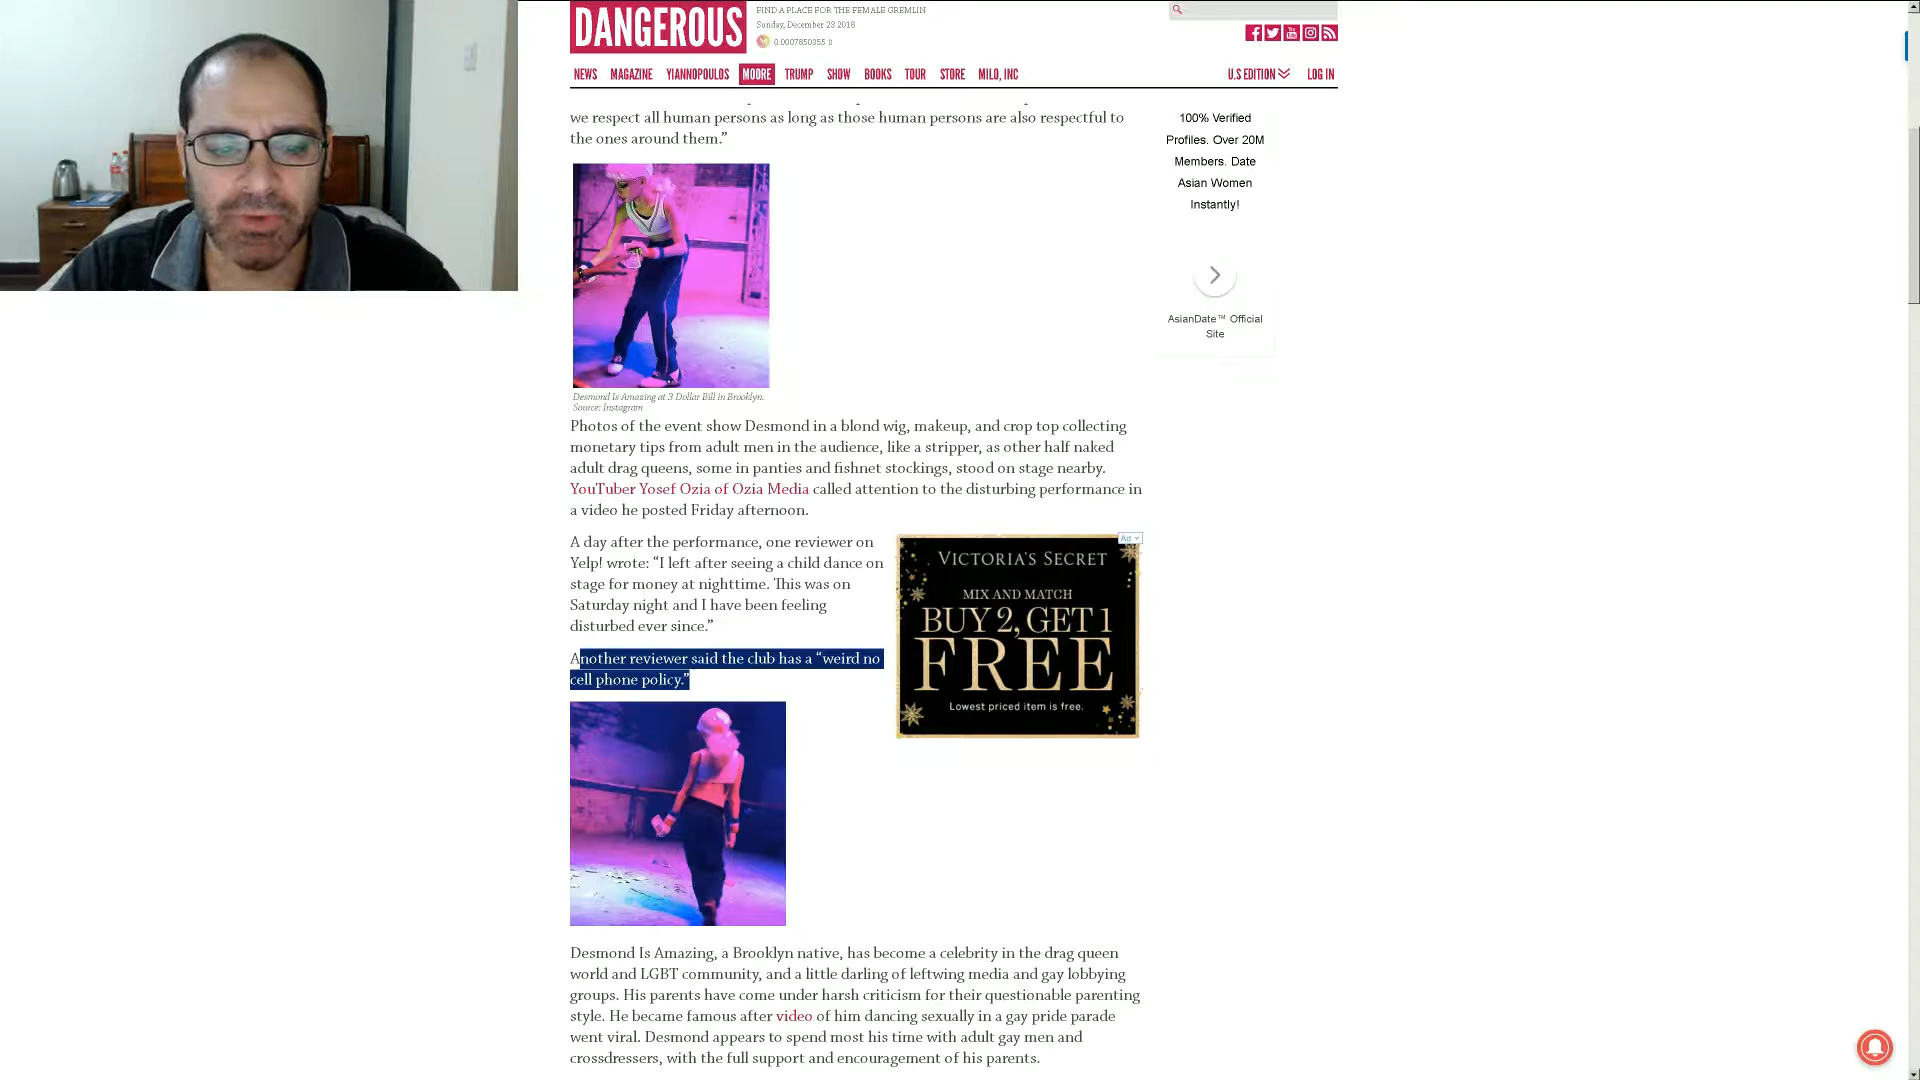 DANGEROUS
FIND A PLACE FOR THE FEMALE GREMLIN
Sunday, December 23 2018
0.0007850355
NEWS MAGAZINE YIANNOPOULOS MOORE TRUMP SHOW BOOKS TOUR STORE MILO, INC
U.S EDITION LOG IN
we respect all human persons as long as those human persons are also respectful to
the ones around them.”
100% Verified
Profiles. Over 20M
Members. Date
Asian Women
Instantly!
AsianDate™ Official
Site
Desmond Is Amazing at 3 Dollar Bill in Brooklyn.
Source: Instagram
Photos of the event show Desmond in a blond wig, makeup, and crop top collecting
monetary tips from adult men in the audience, like a stripper, as other half naked
adult drag queens, some in panties and fishnet stockings, stood on stage nearby.
YouTuber Yosef Ozia of Ozia Media called attention to the disturbing performance in
a video he posted Friday afternoon.
A day after the performance, one reviewer on
Yelp! wrote: “I left after seeing a child dance on
stage for money at nighttime. This was on
Saturday night and I have been feeling
disturbed ever since.”
Another reviewer said the club has a “weird no
cell phone policy.”
Ad
VICTORIA'S SECRET
MIX AND MATCH
BUY 2, GET 1
FREE
Lowest priced item is free.
Desmond Is Amazing, a Brooklyn native, has become a celebrity in the drag queen
world and LGBT community, and a little darling of leftwing media and gay lobbying
groups. His parents have come under harsh criticism for their questionable parenting
style. He became famous after video of him dancing sexually in a gay pride parade
went viral. Desmond appears to spend most his time with adult gay men and
crossdressers, with the full support and encouragement of his parents.